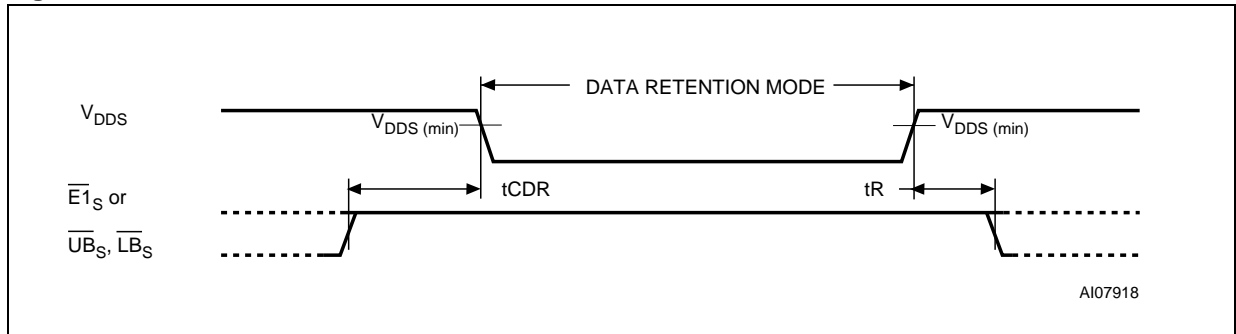 DATA RETENTION MODE
VDDS
VDDS (min)
VDDS (min)
tCDR
tR
E1S or
UBS, LBS
AI07918